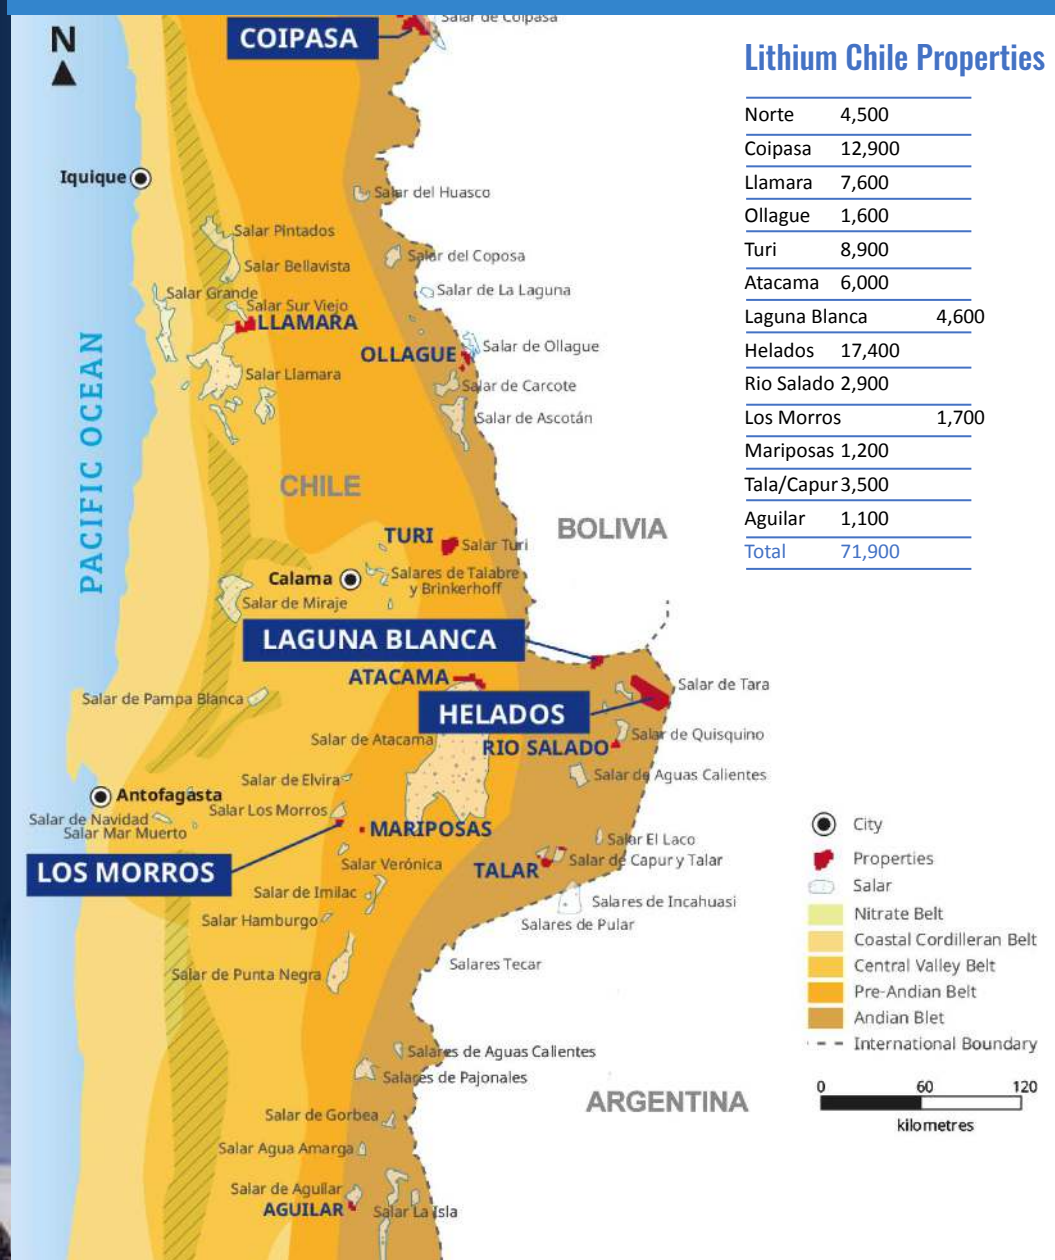 Salar de Coipasa
COIPASA
N
Lithium Chile Properties
Norte 4,500
Coipasa 12,900
Llamara 7,600
Ollague 1,600
Turi 8,900
Atacama 6,000
Laguna Blanca 4,600
Helados 17,400
Rio Salado 2,900
Los Morros 1,700
Mariposas 1,200
Tala/Capur 3,500
Aguilar 1,100
Total 71,900
Iquique
Salar del Huasco
Salar Pintados
Salar del Coposa
Salar Bellavista
Salar Grande
Salar de La Laguna
Salar Sur Viejo
LLAMARA
OLLAGUE
Salar de Ollague
Salar Llamara
Salar de Carcote
Salar de Ascotán
PACIFIC OCEAN
CHILE
BOLIVIA
TURI
Salar Turi
Calama
Salares de Talabre
y Brinkerhoff
Salar de Miraje
LAGUNA BLANCA
ATACAMA
Salar de Tara
Salar de Pampa Blanca
HELADOS
Salar de Atacama
Salar de Quisquino
RIO SALADO
Salar de Elvira
Salar de Aguas Calientes
Antofagasta
Salar Los Morros
Salar de Navidad
Salar Mar Muerto
MARIPOSAS
Salar El Laco
Salar Verónica
Salar de Capur y Talar
TALAR
LOS MORROS
Salar de Imilac
Salares de Incahuasi
Salar Hamburgo
Salares de Pular
Salares Tecar
Salar de Punta Negra
Salares de Aguas Calientes
Salares de Pajonales
ARGENTINA
Salar de Gorbea
Salar Agua Amarga
Salar de Aguilar
AGUILAR
Salar La Isla
City
Properties
Salar
Nitrate Belt
Coastal Cordilleran Belt
Central Valley Belt
Pre-Andian Belt
Andian Blet
International Boundary
0 60 120
kilometres